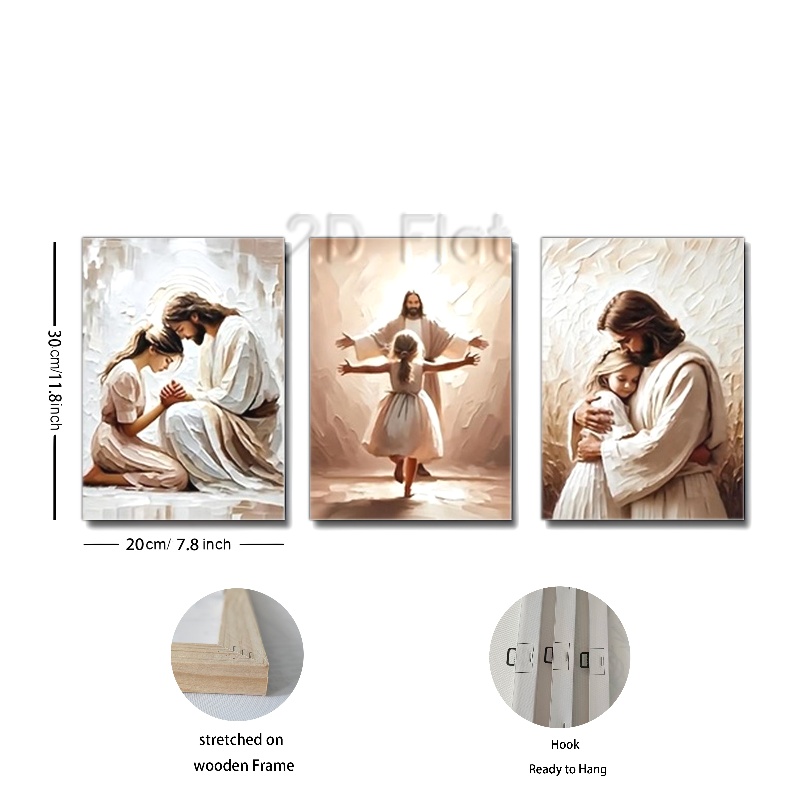 2D Flat
30cm/11.8inch
20cm/ 7.8 inch
stretched on
wooden Frame
Hook
Ready to Hang